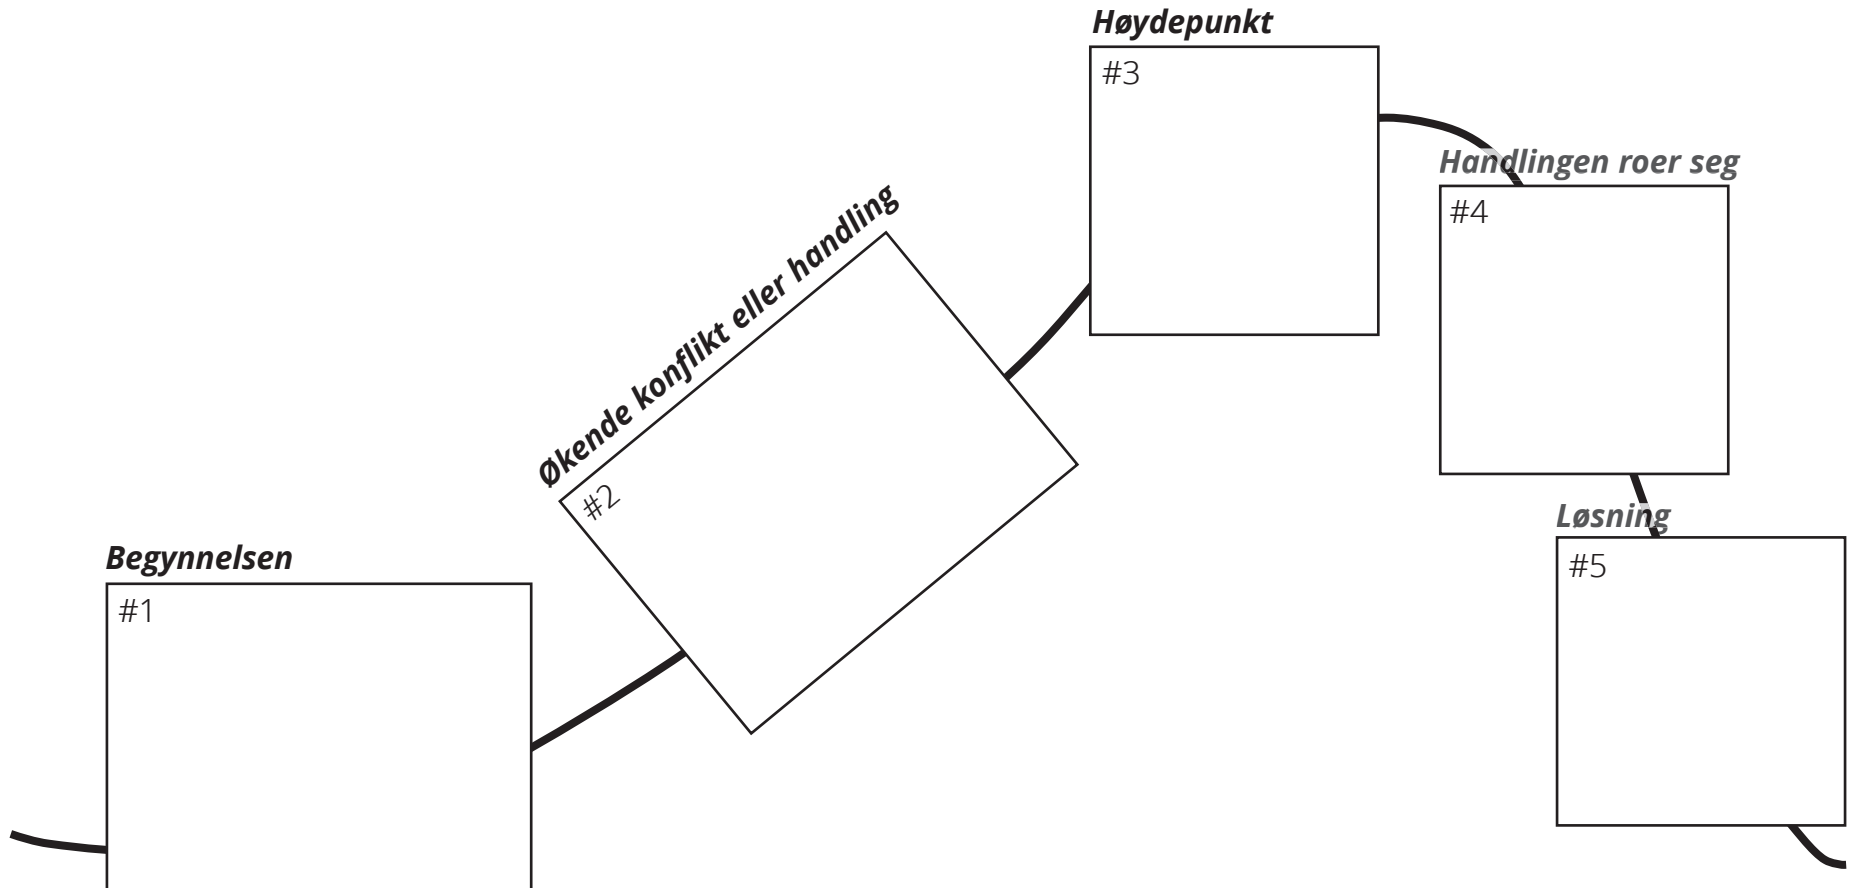 Begynnelsen
#1
Økende konflikt eller handling
#2
Høydepunkt
#3
Handlingen roer seg
#4
Løsning
#5